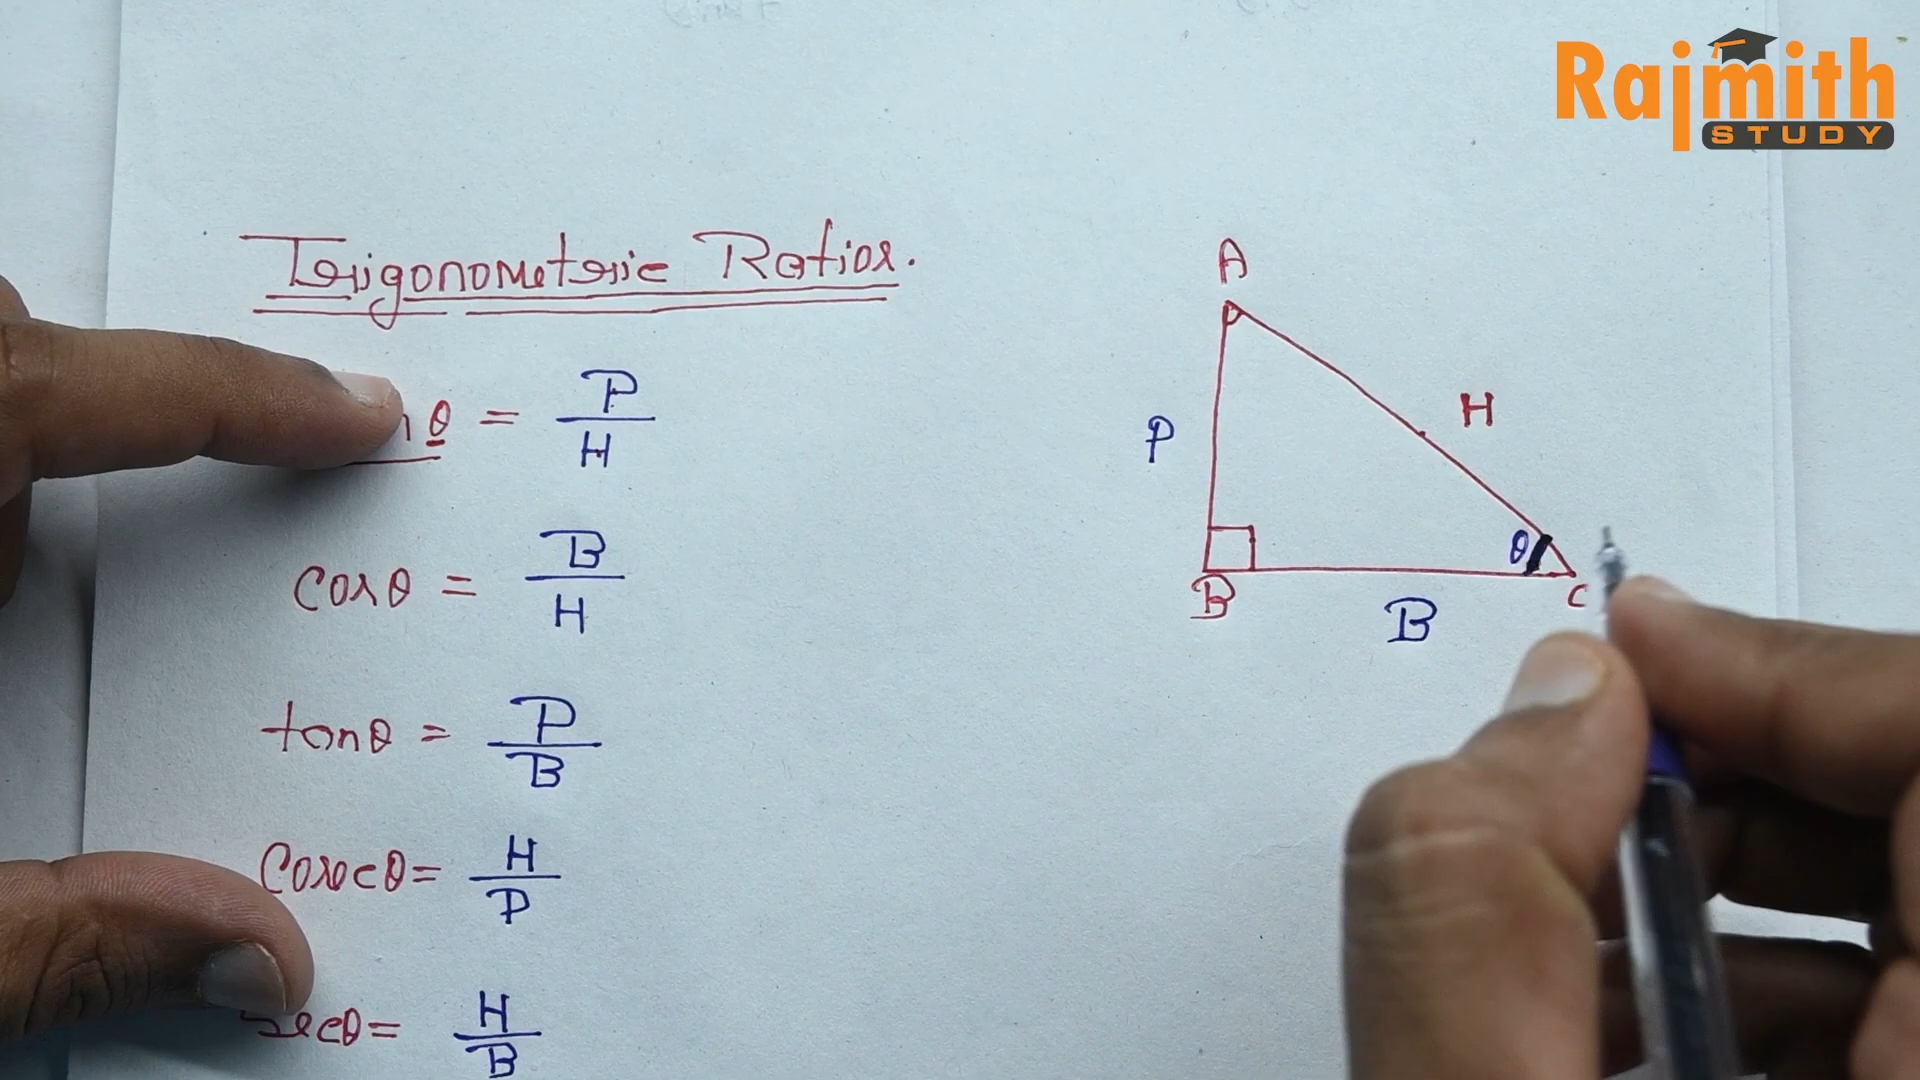 Rajmith
STUDY
Trigonometric Ratios.
θ = P/H
cosθ = B/H
tanθ = P/B
cosecθ = H/P
secθ = H/B
A
P
H
θ
B
C
B